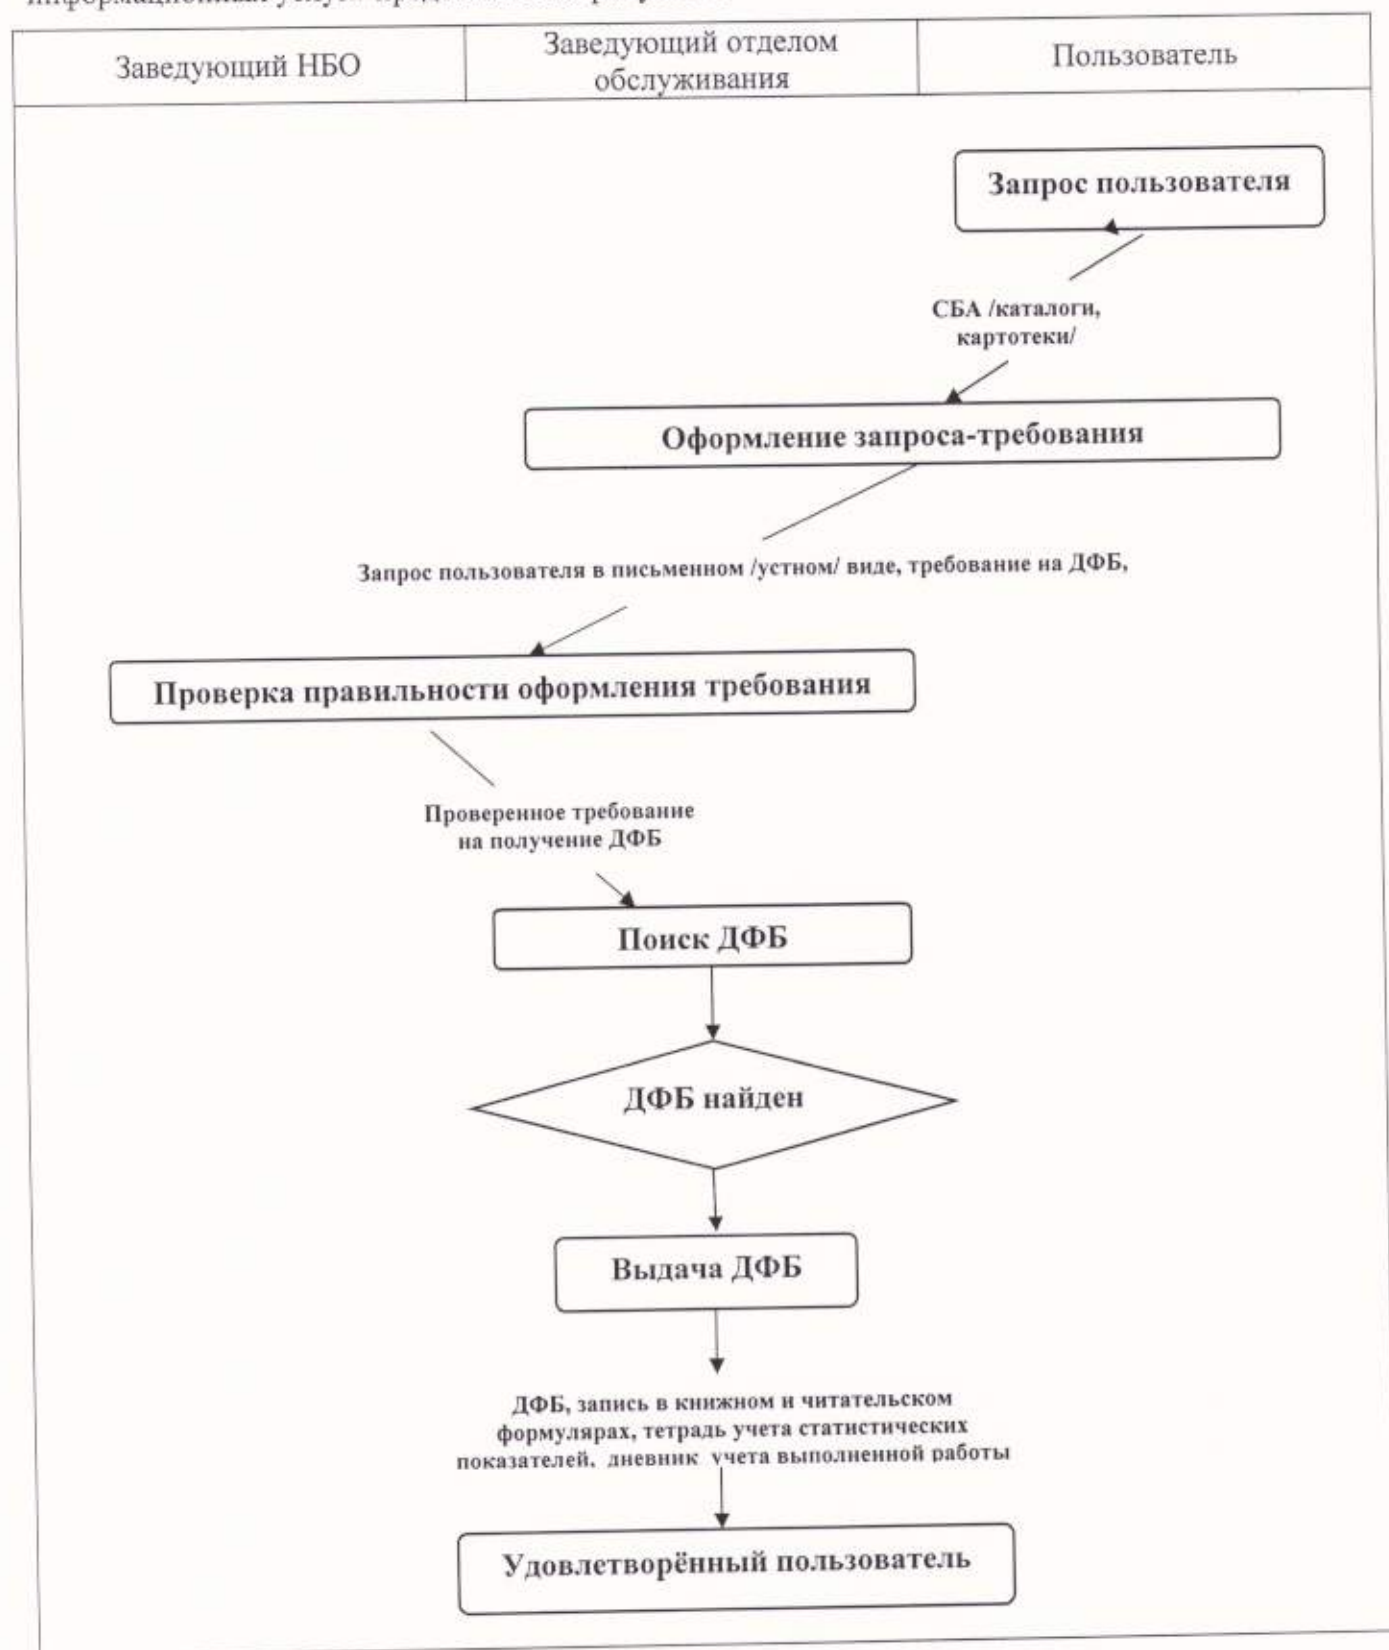 Заведующий НБО
Заведующий отделом
обслуживания
Пользователь
Запрос пользователя
СБА /каталоги,
картотеки/
Оформление запроса-требования
Запрос пользователя в письменном /устном/ виде, требование на ДФБ,
Проверка правильности оформления требования
Проверенное требование
на получение ДФБ
Поиск ДФБ
ДФБ найден
Выдача ДФБ
ДФБ, запись в книжном и читательском
формулярах, тетрадь учета статистических
показателей, дневник учета выполненной работы
Удовлетворённый пользователь